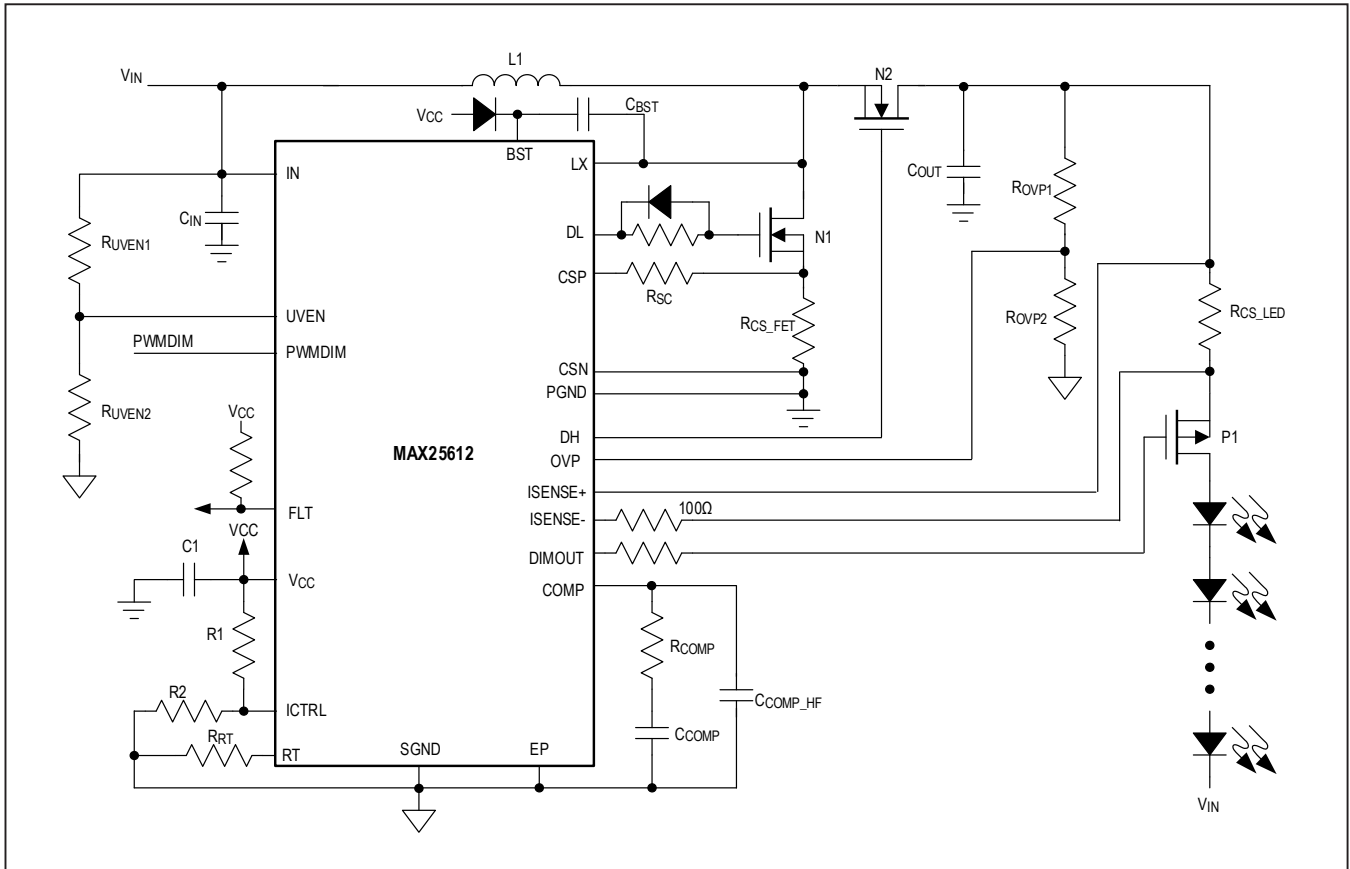 L1
N2
VIN
CBST
VCC
BST
IN
LX
COUT
ROVP1
CIN
DL
N1
RUVEN1
CSP
RSC
RCS_FET
ROVP2
RCS_LED
UVEN
PWMDIM
PWMDIM
CSN
PGND
RUVEN2
VCC
DH
P1
MAX25612
OVP
ISENSE+
FLT
ISENSE-
100Ω
VCC
DIMOUT
C1
VCC
COMP
R1
RCOMP
R2
ICTRL
CCOMP_HF
RRT
RT
SGND
EP
CCOMP
VIN